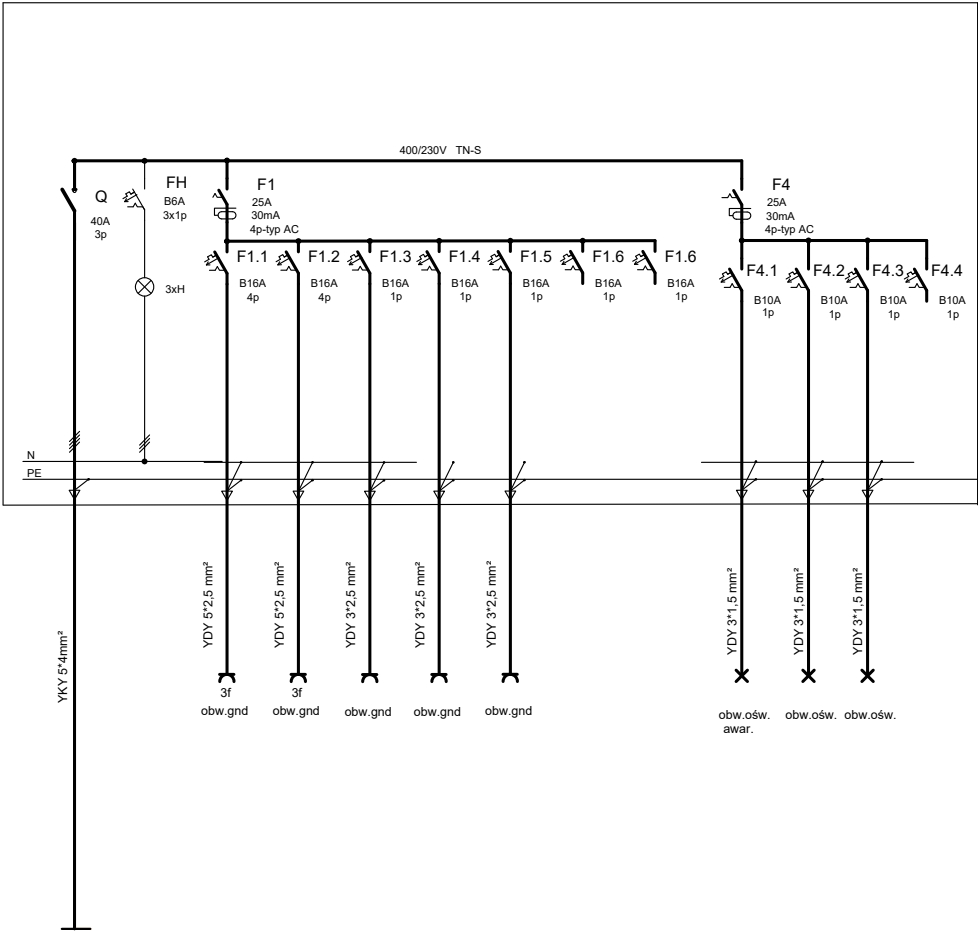 400/230V TN-S
Q
40A
3p
FH
B6A
3x1p
3xH
F1
25A
30mA
4p-typ AC
F4
25A
30mA
4p-typ AC
F1.1
B16A
4p
F1.2
B16A
4p
F1.3
B16A
1p
F1.4
B16A
1p
F1.5
B16A
1p
F1.6
B16A
1p
F1.6
B16A
1p
F4.1
B10A
1p
F4.2
B10A
1p
F4.3
B10A
1p
F4.4
B10A
1p
N
PE
YKY 5*4mm²
YDY 5*2,5 mm²
YDY 5*2,5 mm²
YDY 3*2,5 mm²
YDY 3*2,5 mm²
YDY 3*2,5 mm²
YDY 3*1,5 mm²
YDY 3*1,5 mm²
YDY 3*1,5 mm²
3f
obw.gnd
3f
obw.gnd
obw.gnd
obw.gnd
obw.gnd
obw.ośw.
awar.
obw.ośw.
obw.ośw.